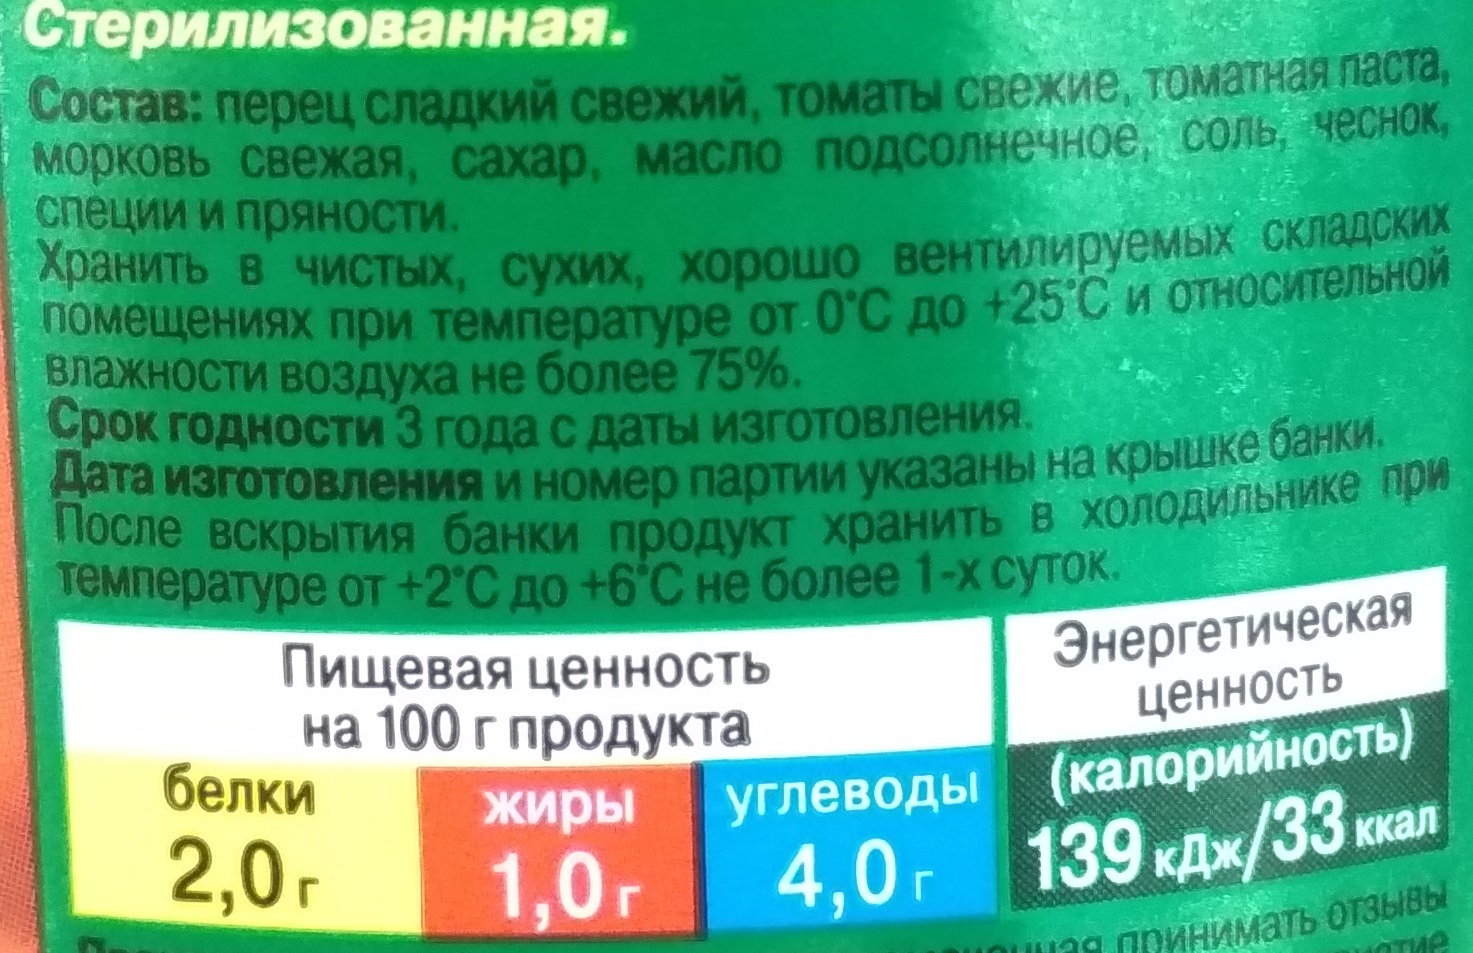 Стерилизованная.
Состав: перец сладкий свежий, томаты свежие, томатная паста,
морковь свежая, сахар, масло подсолнечное, соль, чеснок,
специи и пряности.
Хранить в чистых, сухих, хорошо вентилируемых складских
помещениях при температуре от 0°С до +25°С и относительной
влажности воздуха не более 75%.
Срок годности 3 года с даты изготовления.
Дата изготовления и номер партии указаны на крышке банки.
После вскрытия банки продукт хранить в холодильнике при
температуре от +2°С до +6°С не более 1-х суток.
Пищевая ценность
на 100 г продукта
белки
2,0 г
жиры
1,0 г
углеводы
4,0 г
Энергетическая
ценность
(калорийность)
139 кДж/33 ккал
принимать отзывы